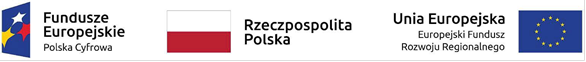 Fundusze
Europejskie
Polska Cyfrowa
Rzeczpospolita
Polska
Unia Europejska
Europejski Fundusz
Rozwoju Regionalnego